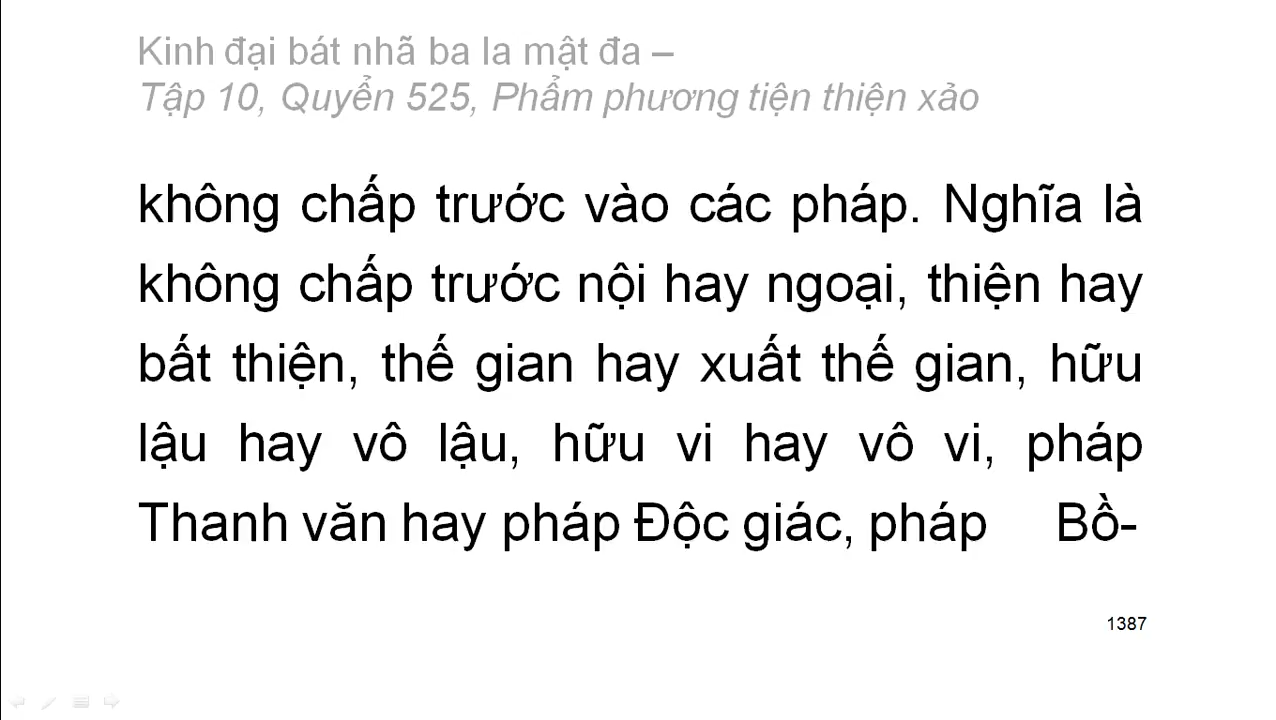 Kinh đại bát nhã ba la mật đa –
Tập 10, Quyển 525, Phẩm phương tiện thiện xảo
không chấp trước vào các pháp. Nghĩa là
không chấp trước nội hay ngoại, thiện hay
bất thiện, thế gian hay xuất thế gian, hữu
lậu hay vô lậu, hữu vi hay vô vi, pháp
Thanh văn hay pháp Độc giác, pháp Bồ-
1387